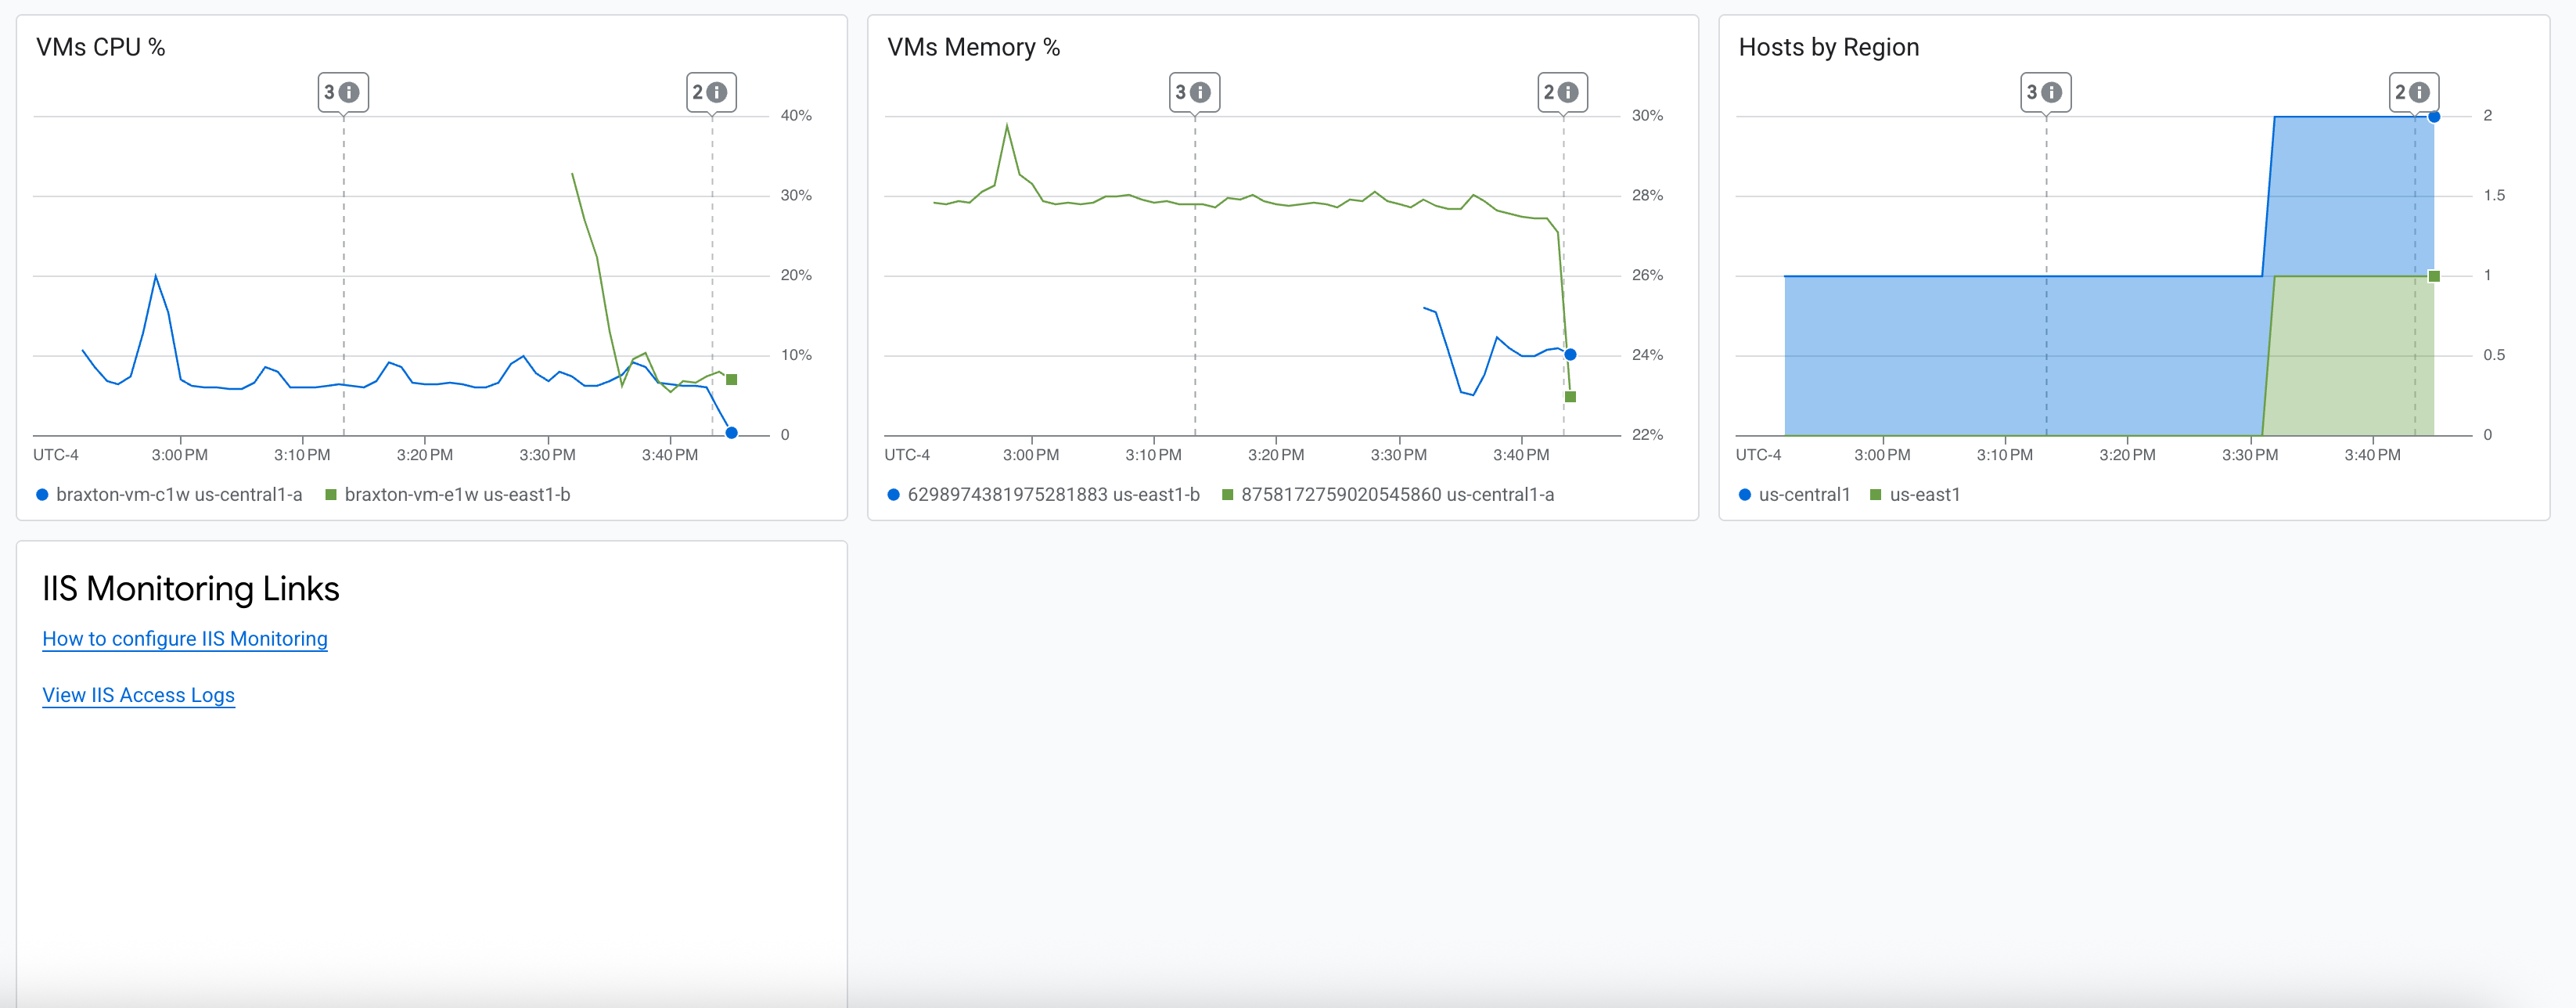 VMs CPU %
3
2
40%
30%
20%
10%
0
UTC-4
3:00 PM
3:10 PM
3:20 PM
3:30 PM
3:40 PM
braxton-vm-c1w us-central1-a
braxton-vm-e1w us-east1-b
VMs Memory %
3
2
30%
28%
26%
24%
22%
UTC-4
3:00 PM
3:10 PM
3:20 PM
3:30 PM
3:40 PM
6298974381975281883 us-east1-b
8758172759020545860 us-central1-a
Hosts by Region
3
2
2
1.5
1
0.5
0
UTC-4
3:00 PM
3:10 PM
3:20 PM
3:30 PM
3:40 PM
us-central1
us-east1
IIS Monitoring Links
How to configure IIS Monitoring
View IIS Access Logs